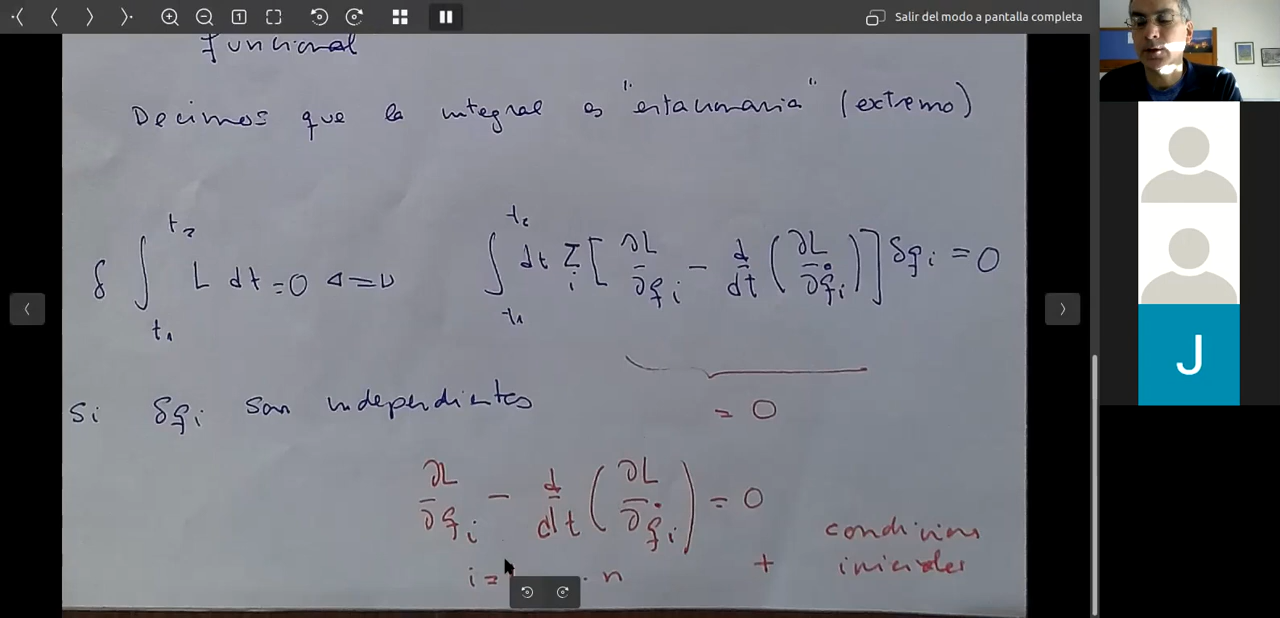 Salir del modo a pantalla completa
funcional
Decimos que la integral es "estacionaria" (extremo)
δ ∫_{t₁}^{t₂} L dt = 0 ⇐⇒ ∫_{t₁}^{t₂} dt Σ_i [ ∂L/∂q_i − d/dt (∂L/∂q̇_i) ] δq_i = 0
= 0
Si δq_i son independientes
∂L/∂q_i − d/dt (∂L/∂q̇_i) = 0
+ condiciones iniciales
i = · n
J